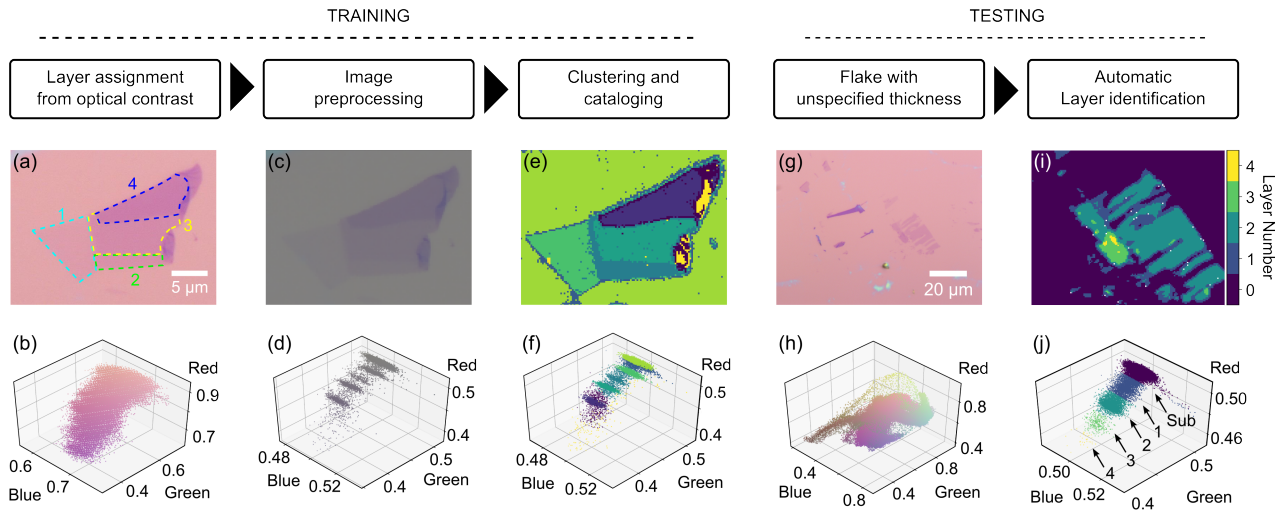 TRAINING
TESTING
Layer assignment
from optical contrast
Image
preprocessing
Clustering and
cataloging
Flake with
unspecified thickness
Automatic
Layer identification
(a)
4
1
3
2
5 µm
(c)
(e)
(g)
20 µm
(i)
4
3
2
1
0
Layer Number
(b)
Red
0.9
0.7
0.6
0.7
Blue
0.6
0.4
Green
(d)
Red
0.5
0.4
0.48
0.52
Blue
0.5
0.4
Green
(f)
Red
0.5
0.4
0.48
0.52
Blue
0.5
0.4
Green
(h)
Red
0.8
0.4
0.4
0.8
Blue
0.8
0.4
Green
(j)
Red
0.50
0.46
Sub
1
2
3
4
0.50
0.52
Blue
0.5
0.4
Green